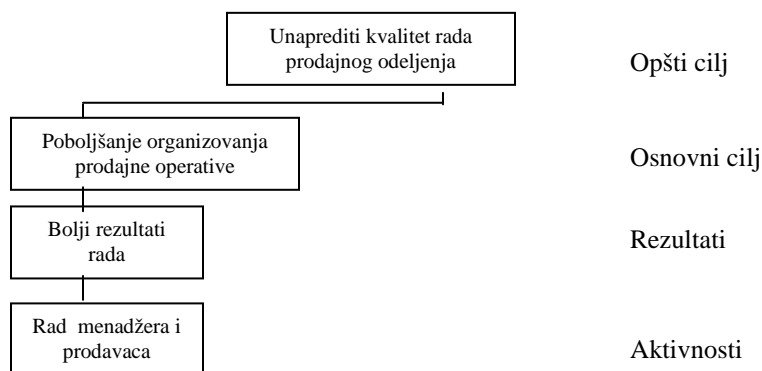 Unaprediti kvalitet rada
prodajnog odeljenja
Opšti cilj
Poboljšanje organizovanja
prodajne operative
Osnovni cilj
Bolji rezultati
rada
Rezultati
Rad menadžera i
prodavaca
Aktivnosti